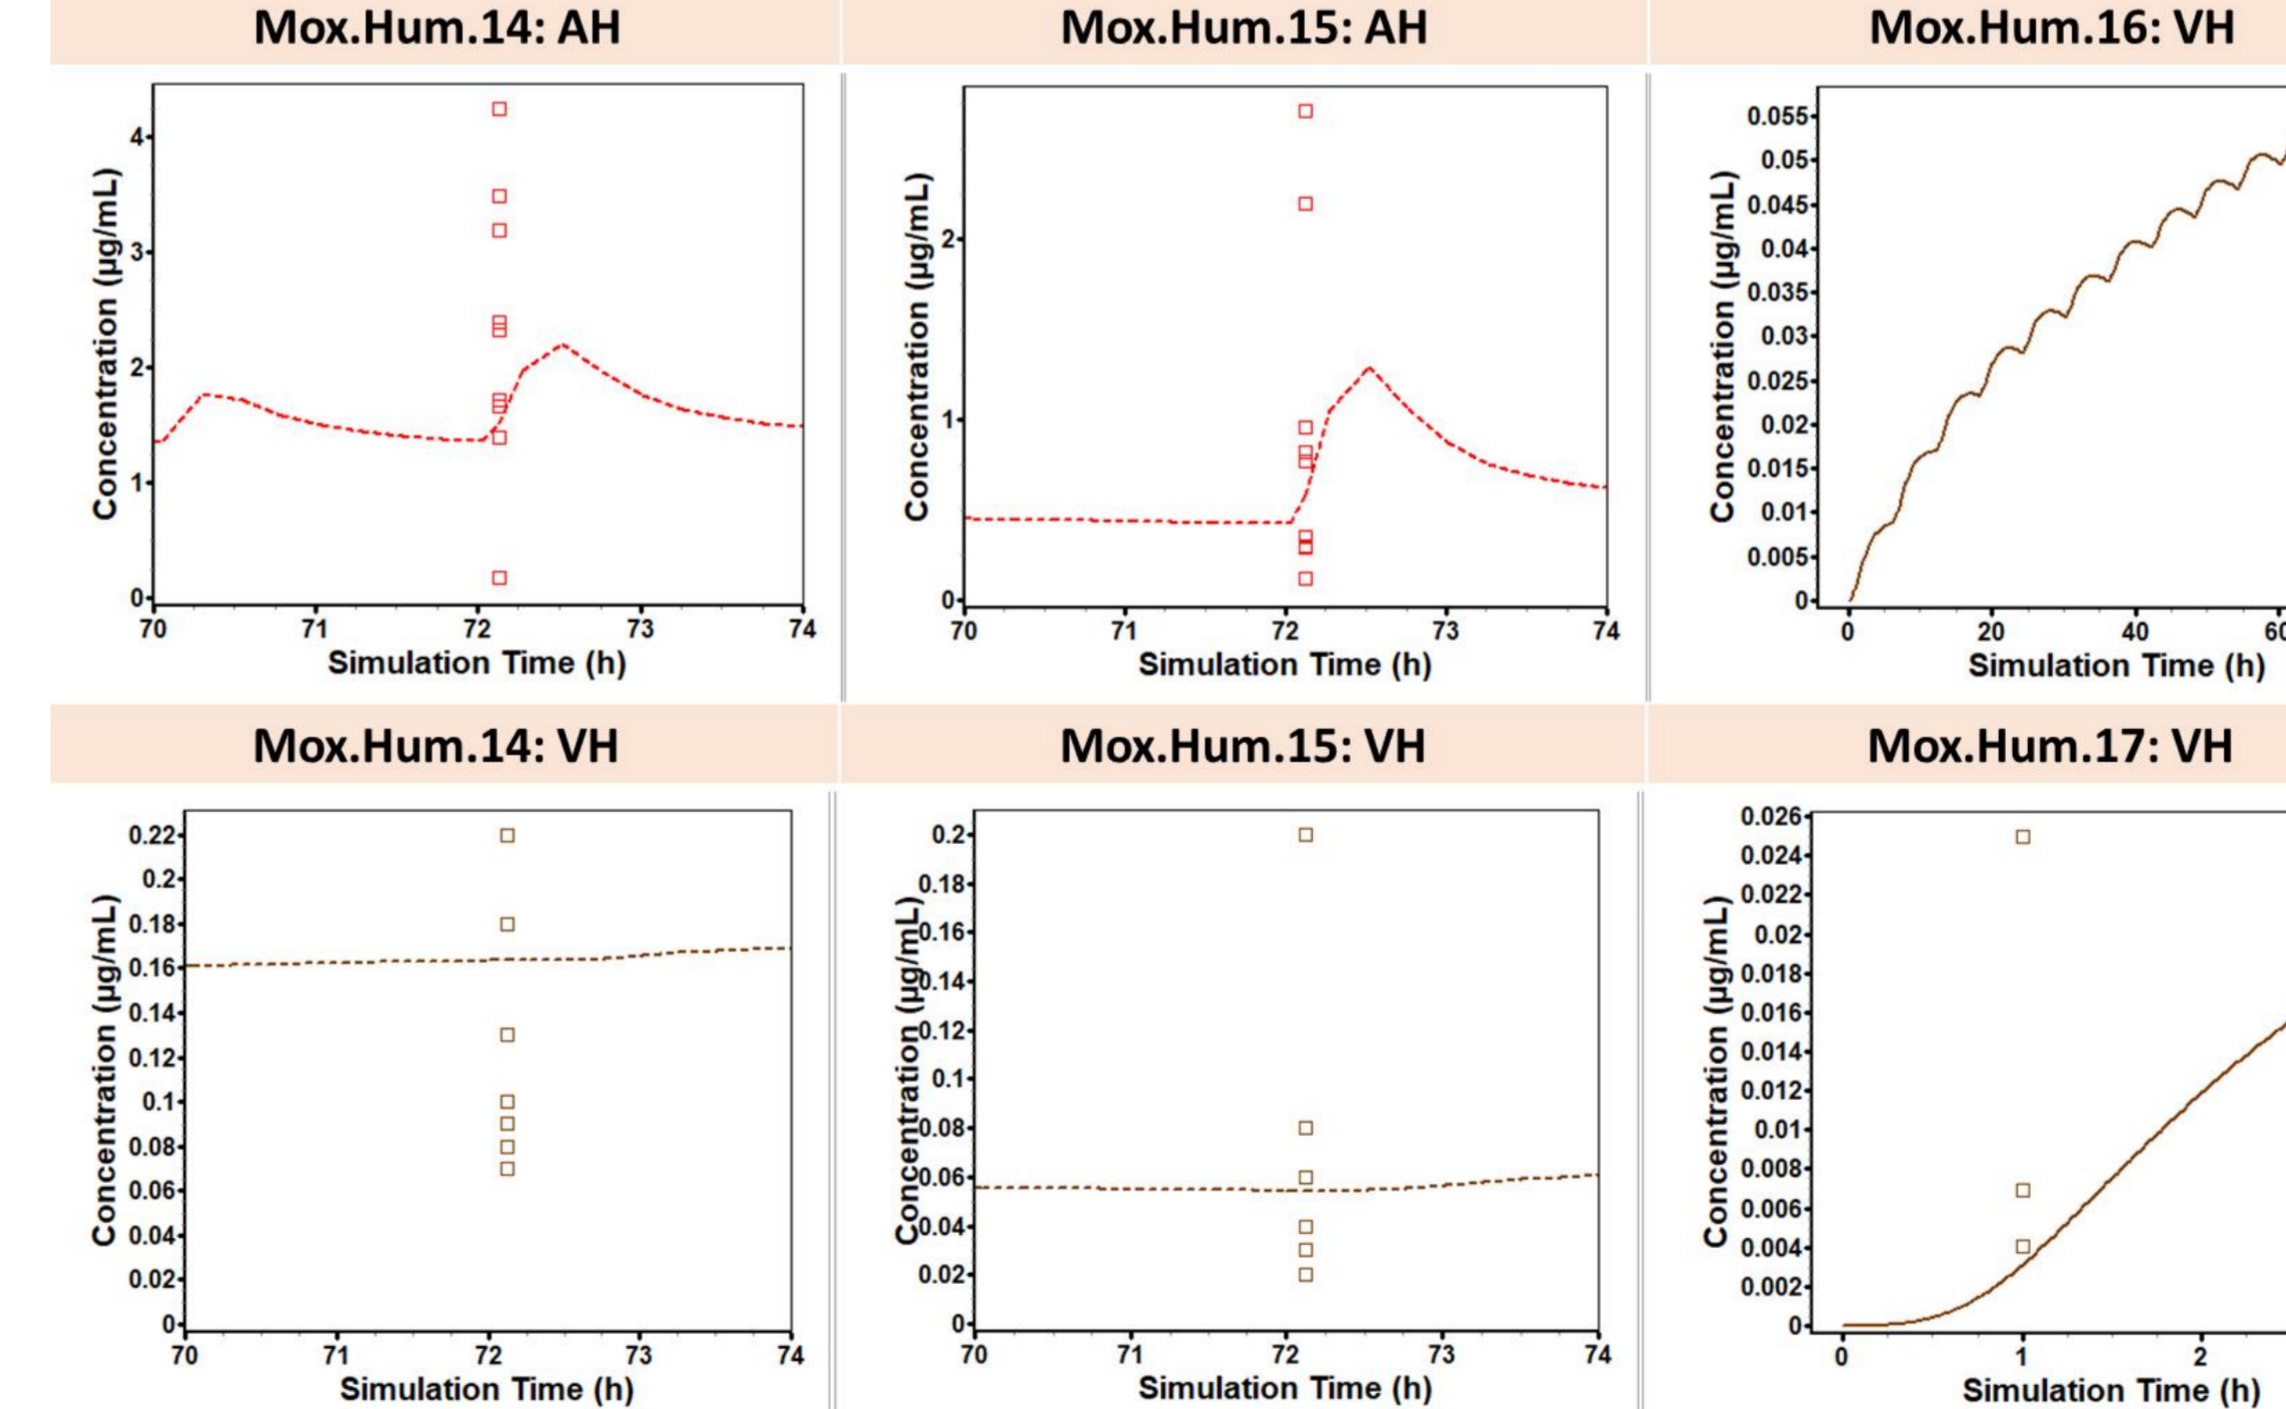 Mox.Hum.14: AH
Mox.Hum.15: AH
Mox.Hum.16: VH
Concentration (µg/mL)
4
3
2
1
0
70 71 72 73 74
Simulation Time (h)
Concentration (µg/mL)
2
1
0
70 71 72 73 74
Simulation Time (h)
Concentration (µg/mL)
0.055
0.05
0.045
0.04
0.035
0.03
0.025
0.02
0.015
0.01
0.005
0
0 20 40 60
Simulation Time (h)
Mox.Hum.14: VH
Mox.Hum.15: VH
Mox.Hum.17: VH
Concentration (µg/mL)
0.22
0.2
0.18
0.16
0.14
0.12
0.1
0.08
0.06
0.04
0.02
0
70 71 72 73 74
Simulation Time (h)
Concentration (µg/mL)
0.2
0.18
0.16
0.14
0.12
0.1
0.08
0.06
0.04
0.02
0
70 71 72 73 74
Simulation Time (h)
Concentration (µg/mL)
0.026
0.024
0.022
0.02
0.018
0.016
0.014
0.012
0.01
0.008
0.006
0.004
0.002
0
0 1 2
Simulation Time (h)